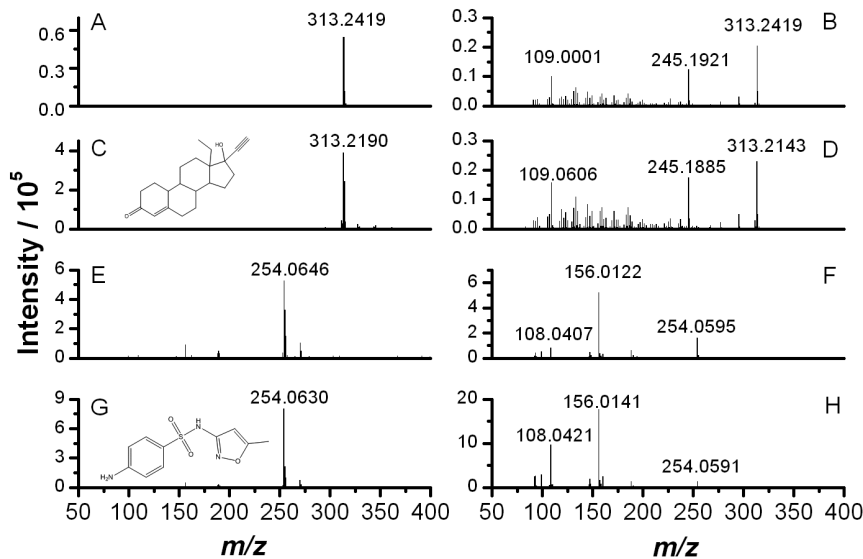 A
313.2419
0.6
0.3
0.0
B
313.2419
245.1921
109.0001
0.3
0.2
0.1
0.0
C
313.2190
HO
O
4
2
0
D
313.2143
245.1885
109.0606
0.3
0.2
0.1
0.0
Intensity / 10⁵
E
254.0646
6
4
2
0
F
156.0122
108.0407
254.0595
6
4
2
0
G
254.0630
O
H
N
S
O
N
O
H₂N
9
6
3
0
H
156.0141
108.0421
254.0591
20
10
0
50 100 150 200 250 300 350 400
50 100 150 200 250 300 350 400
m/z
m/z